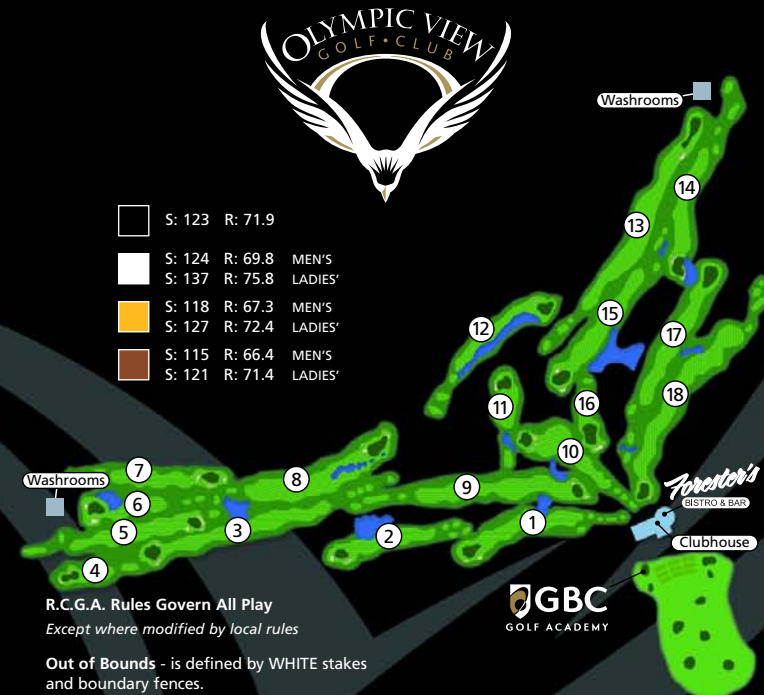 OLYMPIC VIEW
GOLF • CLUB
Washrooms
S: 123 R: 71.9
S: 124 R: 69.8 MEN'S
S: 137 R: 75.8 LADIES'
S: 118 R: 67.3 MEN'S
S: 127 R: 72.4 LADIES'
S: 115 R: 66.4 MEN'S
S: 121 R: 71.4 LADIES'
14
13
15
12
17
18
11
16
10
7
8
9
Washrooms
6
5
3
2
1
4
Forester's
BISTRO & BAR
Clubhouse
GBC
GOLF ACADEMY
R.C.G.A. Rules Govern All Play
Except where modified by local rules
Out of Bounds - is defined by WHITE stakes
and boundary fences.